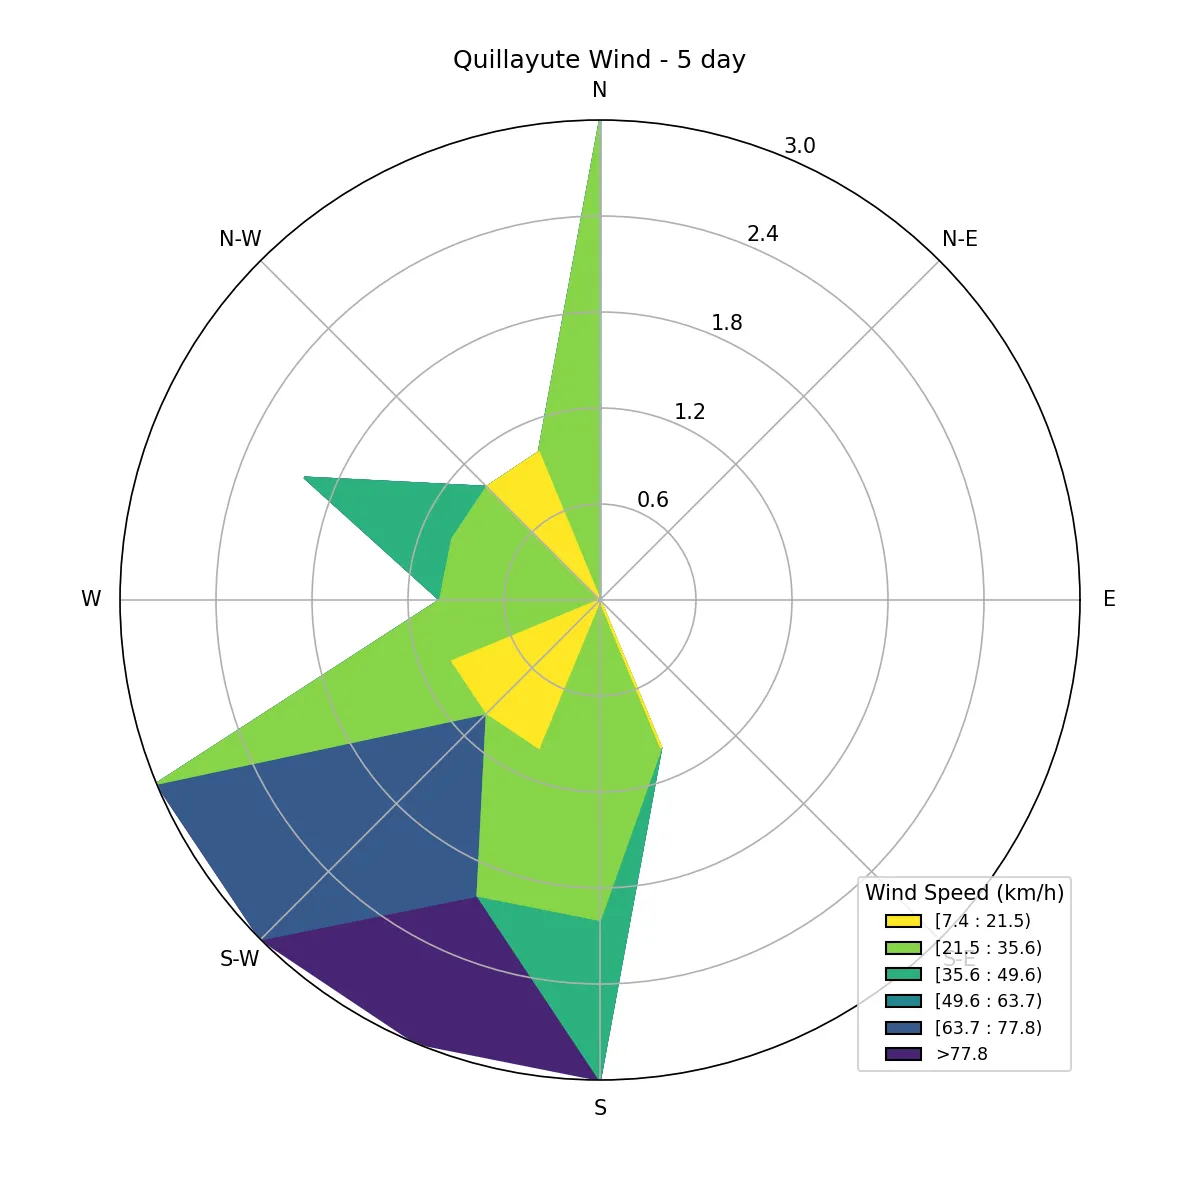 Quillayute Wind - 5 day
N
3.0
N-W
2.4
N-E
1.8
1.2
0.6
W
E
S-W
S-E
S
Wind Speed (km/h)
[7.4 : 21.5)
[21.5 : 35.6)
[35.6 : 49.6)
[49.6 : 63.7)
[63.7 : 77.8)
>77.8